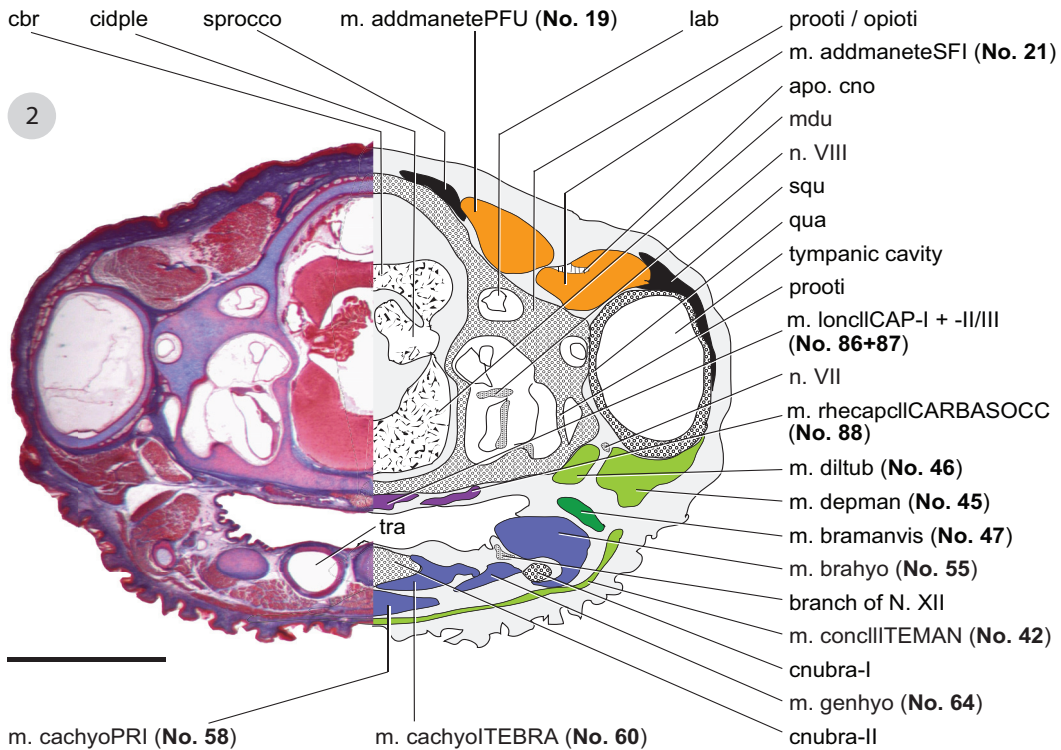 cbr cidple sprocco m. addmanetePFU (No. 19) lab prooti / opioti
m. addmaneteSFI (No. 21)
apo. cno
2
mdu
n. VIII
squ
qua
tympanic cavity
prooti
m. lonclICAP-I + -II/III
(No. 86+87)
n. VII
m. rhecapclICARBASOCC
(No. 88)
m. diltub (No. 46)
m. depman (No. 45)
tra
m. bramanvis (No. 47)
m. brahyo (No. 55)
branch of N. XII
m. conclIITEMAN (No. 42)
cnubra-I
m. genhyo (No. 64)
m. cachyoPRI (No. 58) m. cachyoITEBRA (No. 60) cnubra-II